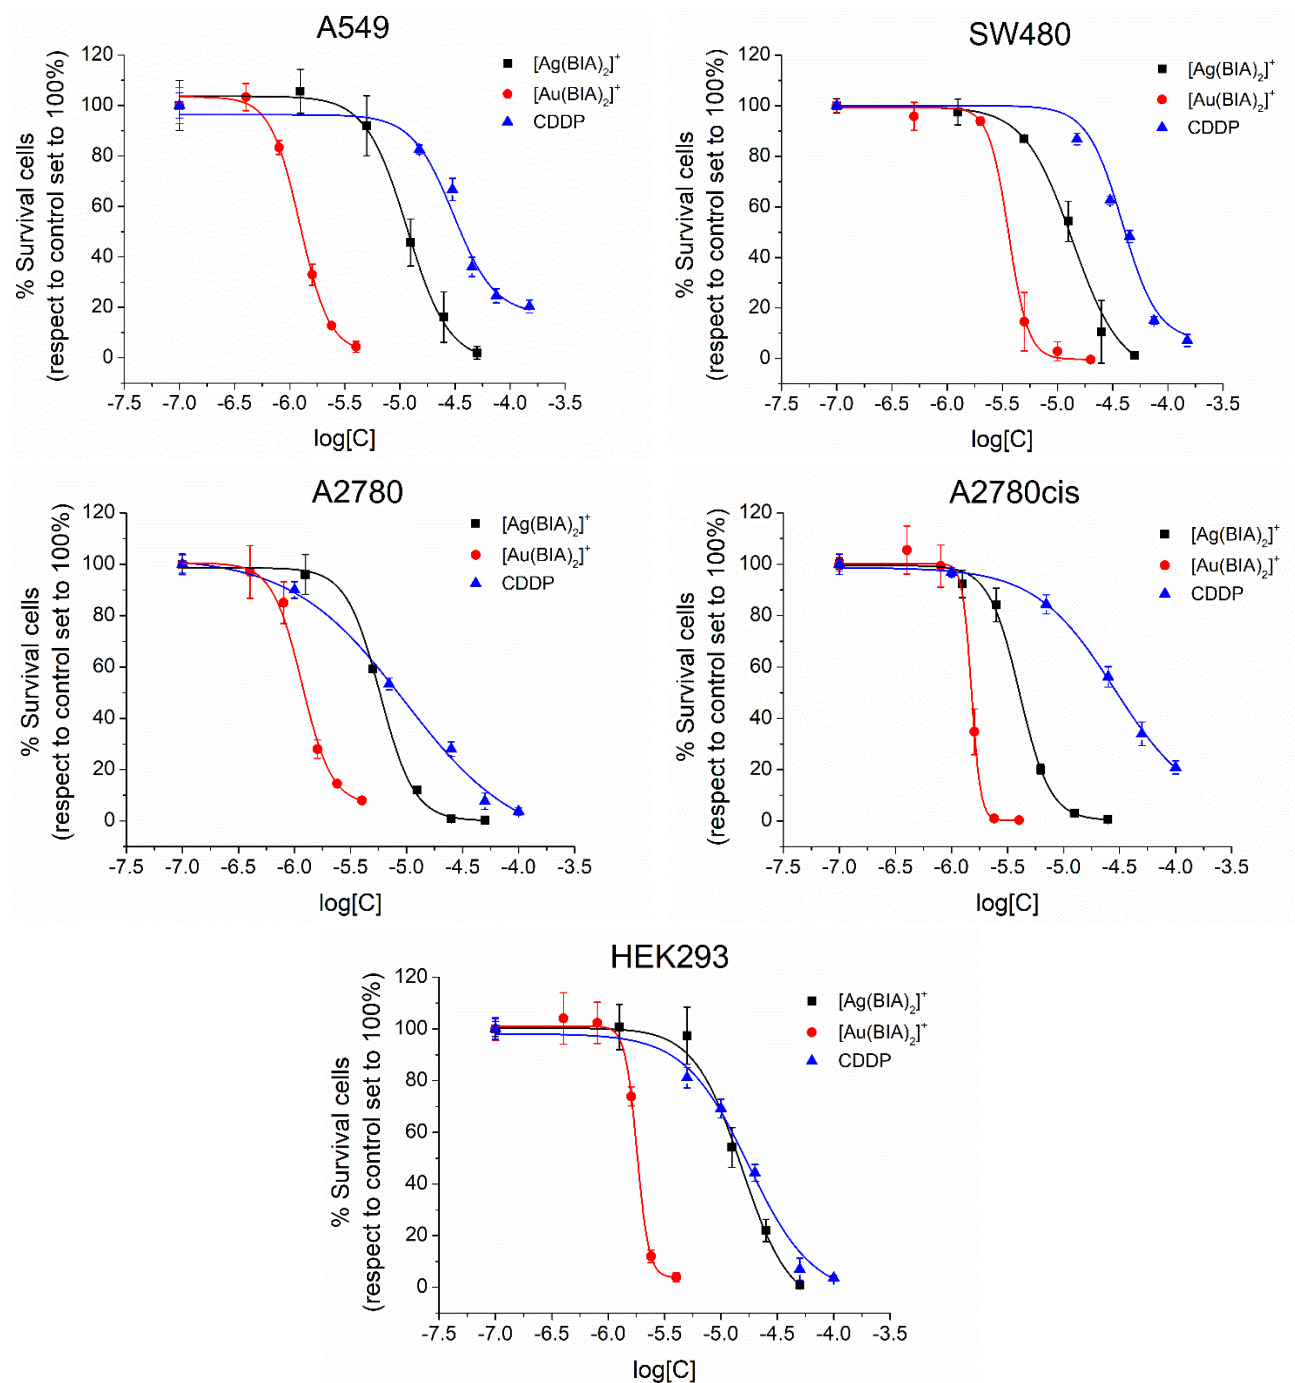 A549
[Ag(BIA)₂]⁺
[Au(BIA)₂]⁺
CDDP
% Survival cells
(respect to control set to 100%)
120
100
80
60
40
20
0
-7.5 -7.0 -6.5 -6.0 -5.5 -5.0 -4.5 -4.0 -3.5
log[C]
SW480
[Ag(BIA)₂]⁺
[Au(BIA)₂]⁺
CDDP
% Survival cells
(respect to control set to 100%)
120
100
80
60
40
20
0
-7.5 -7.0 -6.5 -6.0 -5.5 -5.0 -4.5 -4.0 -3.5
log[C]
A2780
[Ag(BIA)₂]⁺
[Au(BIA)₂]⁺
CDDP
% Survival cells
(respect to control set to 100%)
120
100
80
60
40
20
0
-7.5 -7.0 -6.5 -6.0 -5.5 -5.0 -4.5 -4.0 -3.5
log[C]
A2780cis
[Ag(BIA)₂]⁺
[Au(BIA)₂]⁺
CDDP
% Survival cells
(respect to control set to 100%)
120
100
80
60
40
20
0
-7.5 -7.0 -6.5 -6.0 -5.5 -5.0 -4.5 -4.0 -3.5
log[C]
HEK293
[Ag(BIA)₂]⁺
[Au(BIA)₂]⁺
CDDP
% Survival cells
(respect to control set to 100%)
120
100
80
60
40
20
0
-7.5 -7.0 -6.5 -6.0 -5.5 -5.0 -4.5 -4.0 -3.5
log[C]